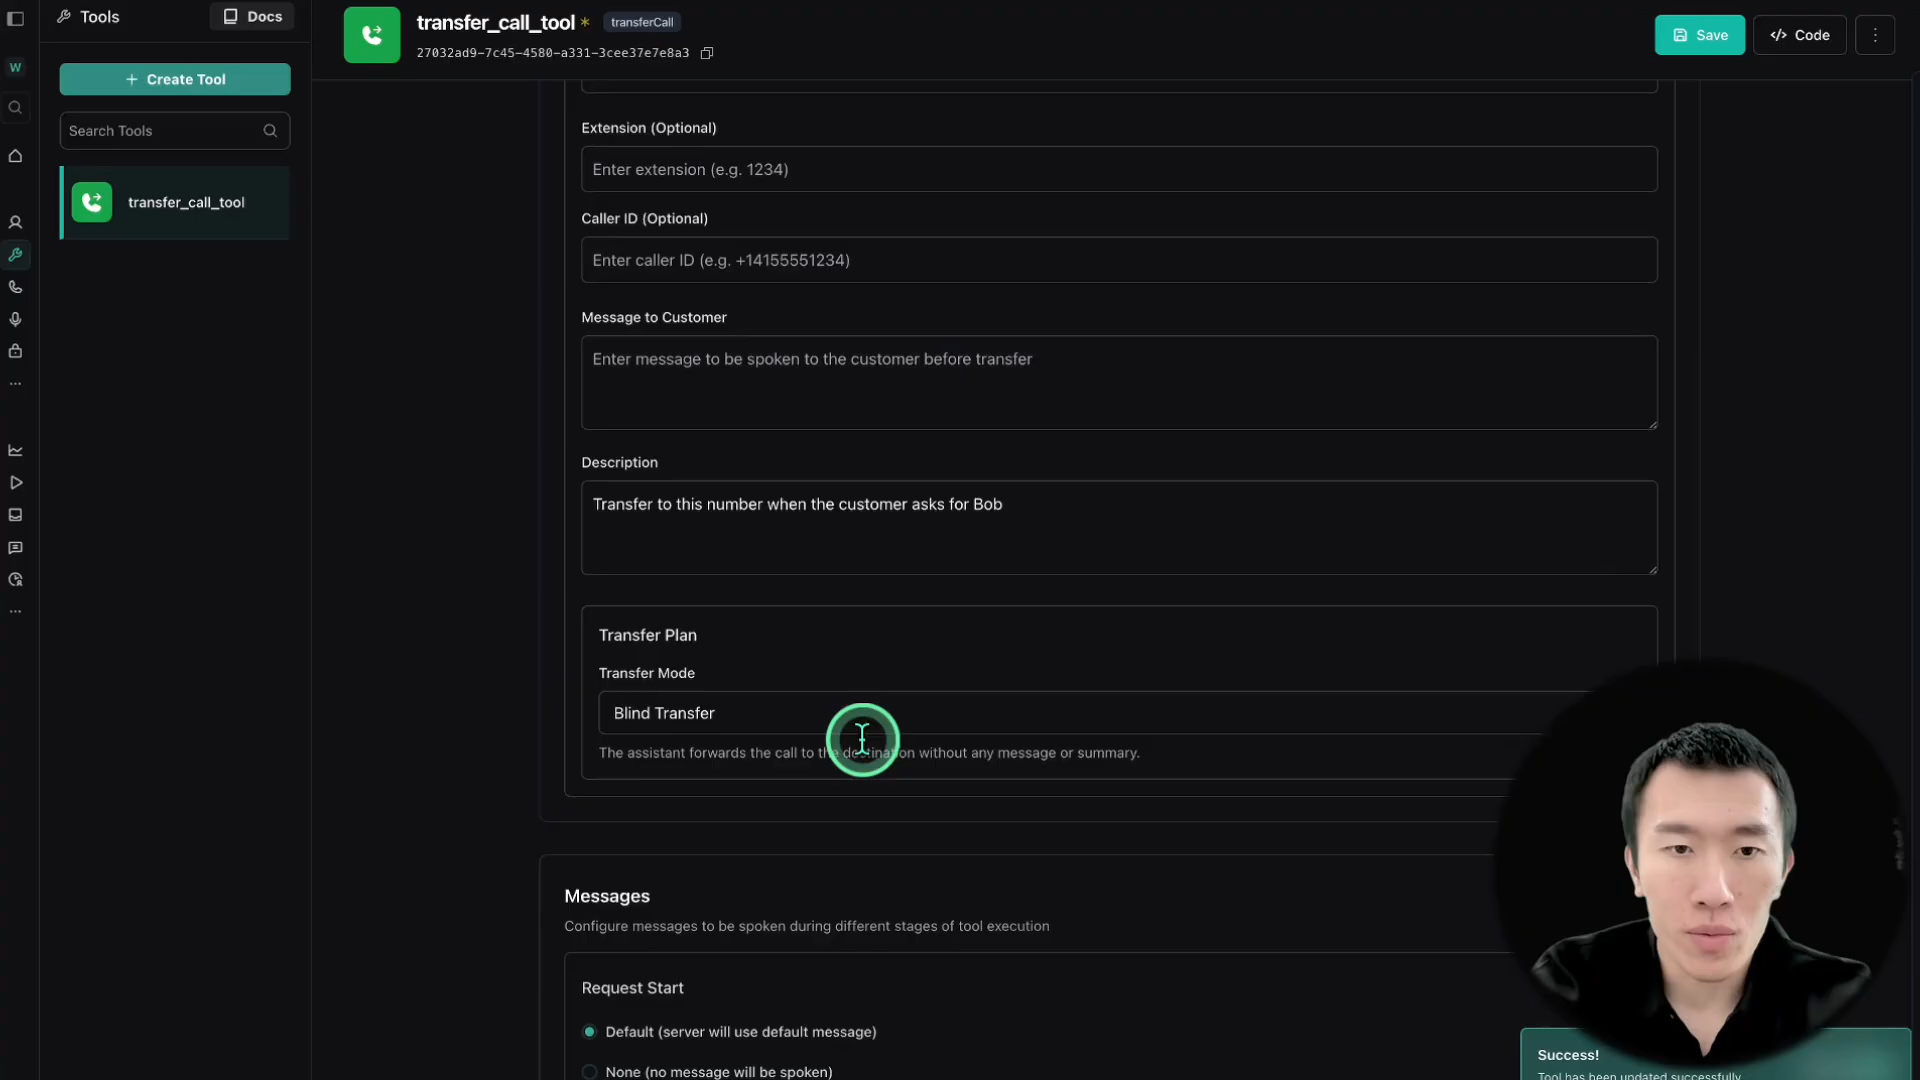 Tools
Docs
transfer_call_tool *
transferCall
27032ad9-7c45-4580-a331-3cee37e7e8a3
Save
</> Code
W
+ Create Tool
Search Tools
transfer_call_tool
Extension (Optional)
Enter extension (e.g. 1234)
Caller ID (Optional)
Enter caller ID (e.g. +14155551234)
Message to Customer
Enter message to be spoken to the customer before transfer
Description
Transfer to this number when the customer asks for Bob
Transfer Plan
Transfer Mode
Blind Transfer
The assistant forwards the call to the destination without any message or summary.
Messages
Configure messages to be spoken during different stages of tool execution
Request Start
Default (server will use default message)
None (no message will be spoken)
Success!
Tool has been updated successfully